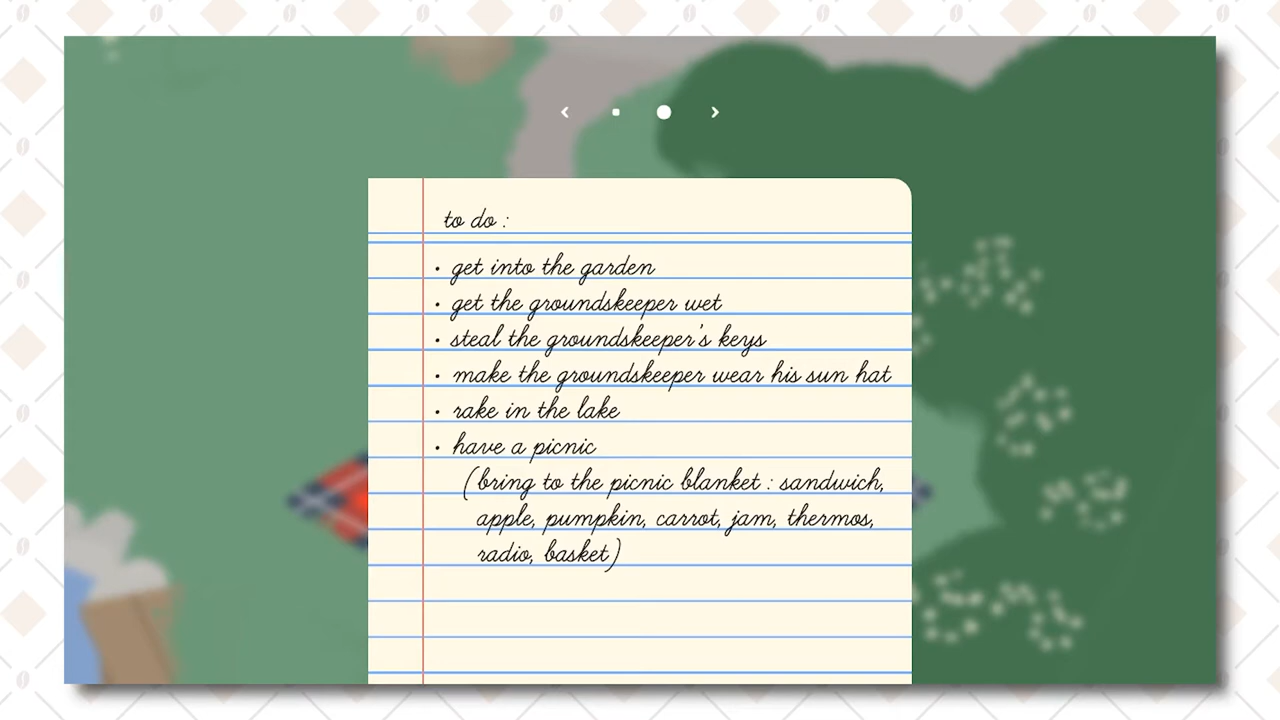 to do :
• get into the garden
• get the groundskeeper wet
• steal the groundskeeper's keys
• make the groundskeeper wear his sun hat
• rake in the lake
• have a picnic
(bring to the picnic blanket : sandwich,
apple, pumpkin, carrot, jam, thermos,
radio, basket)